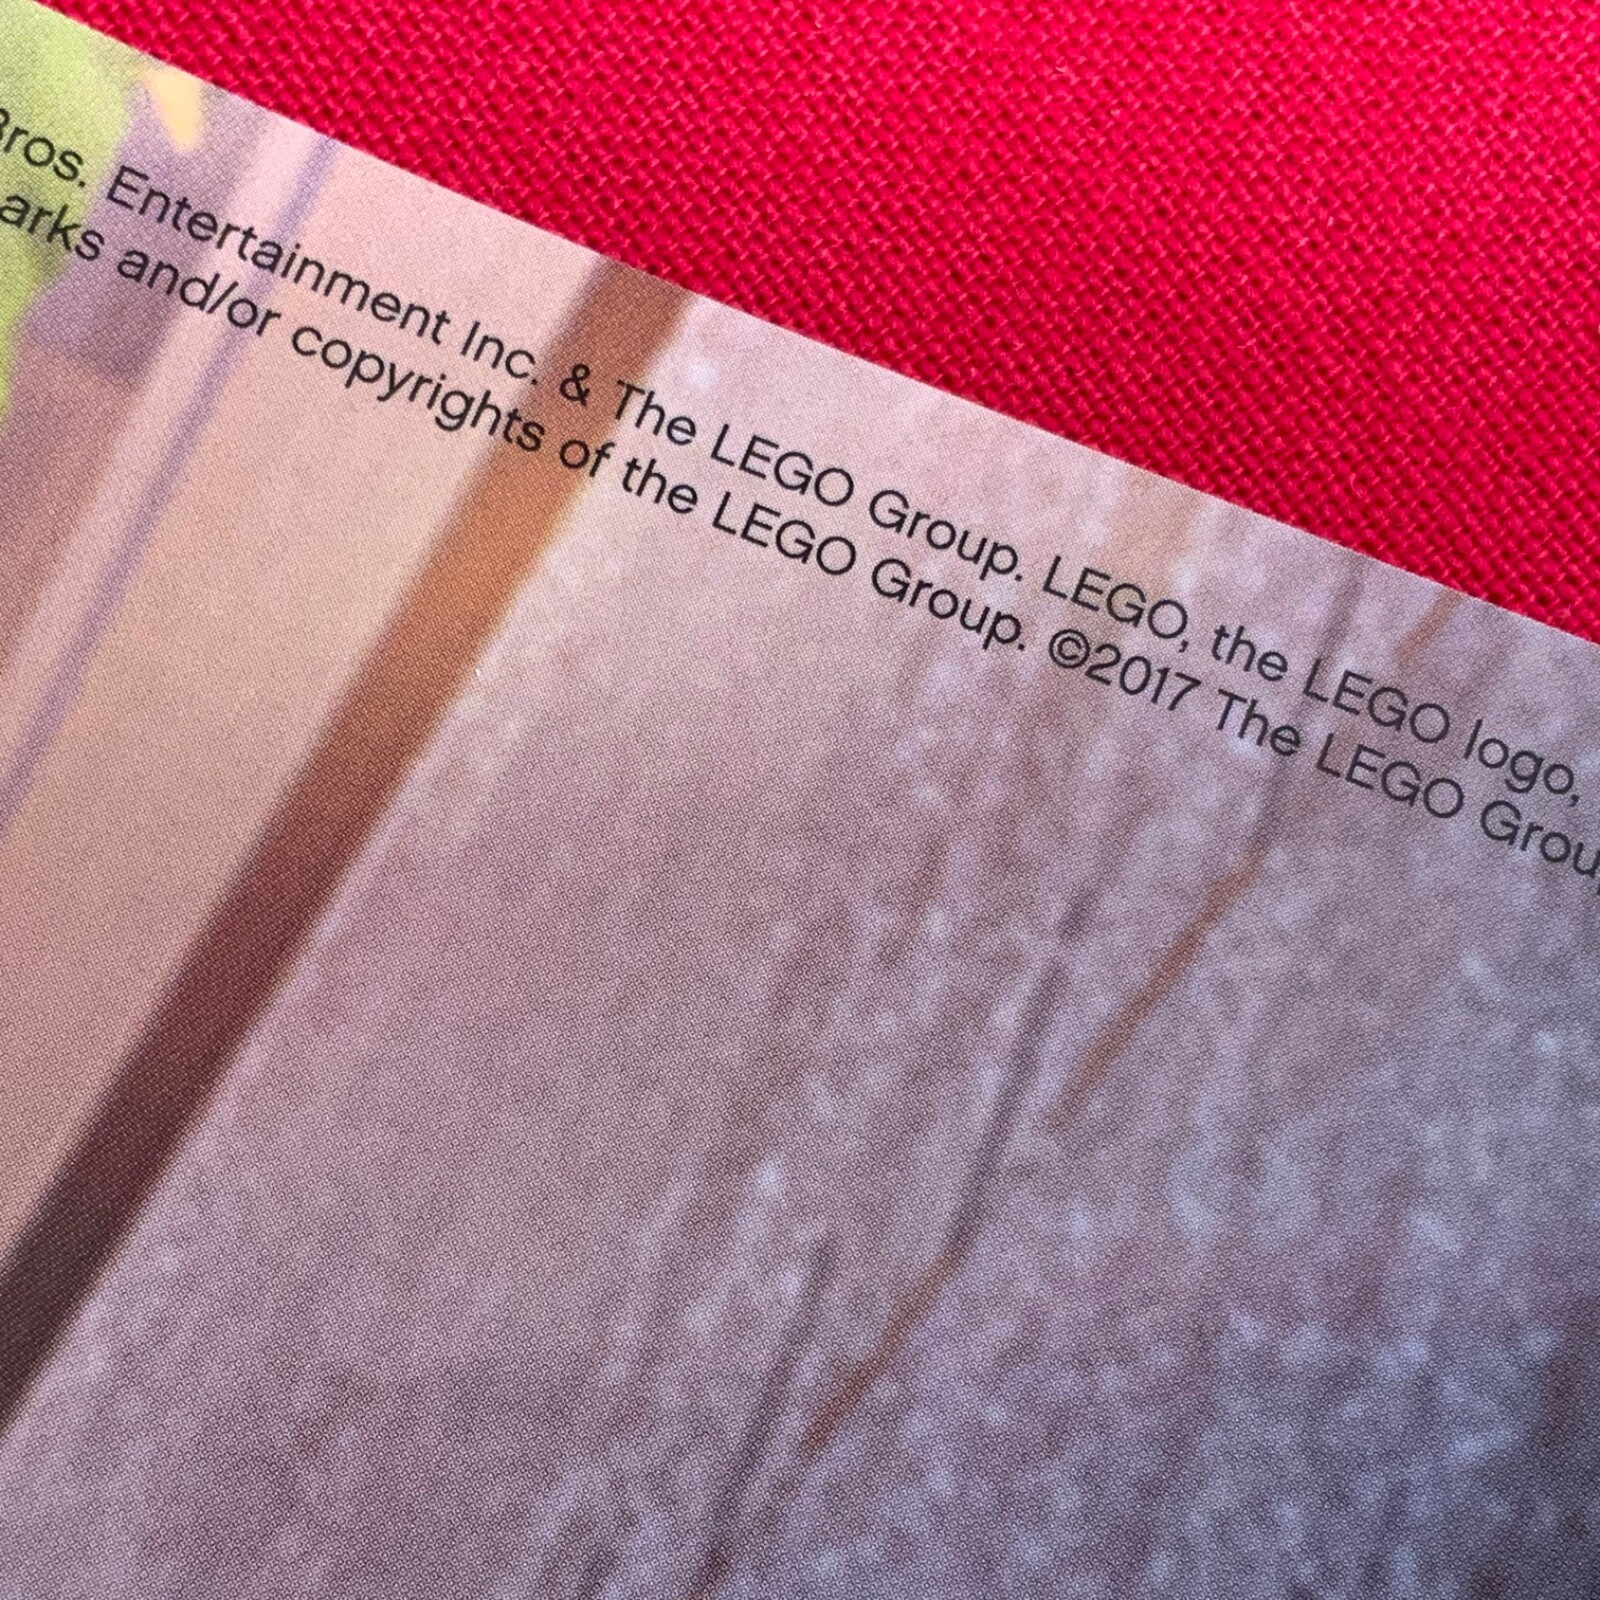 Bros. Entertainment Inc. & The LEGO Group. LEGO, the LEGO logo,
arks and/or copyrights of the LEGO Group. ©2017 The LEGO Grou